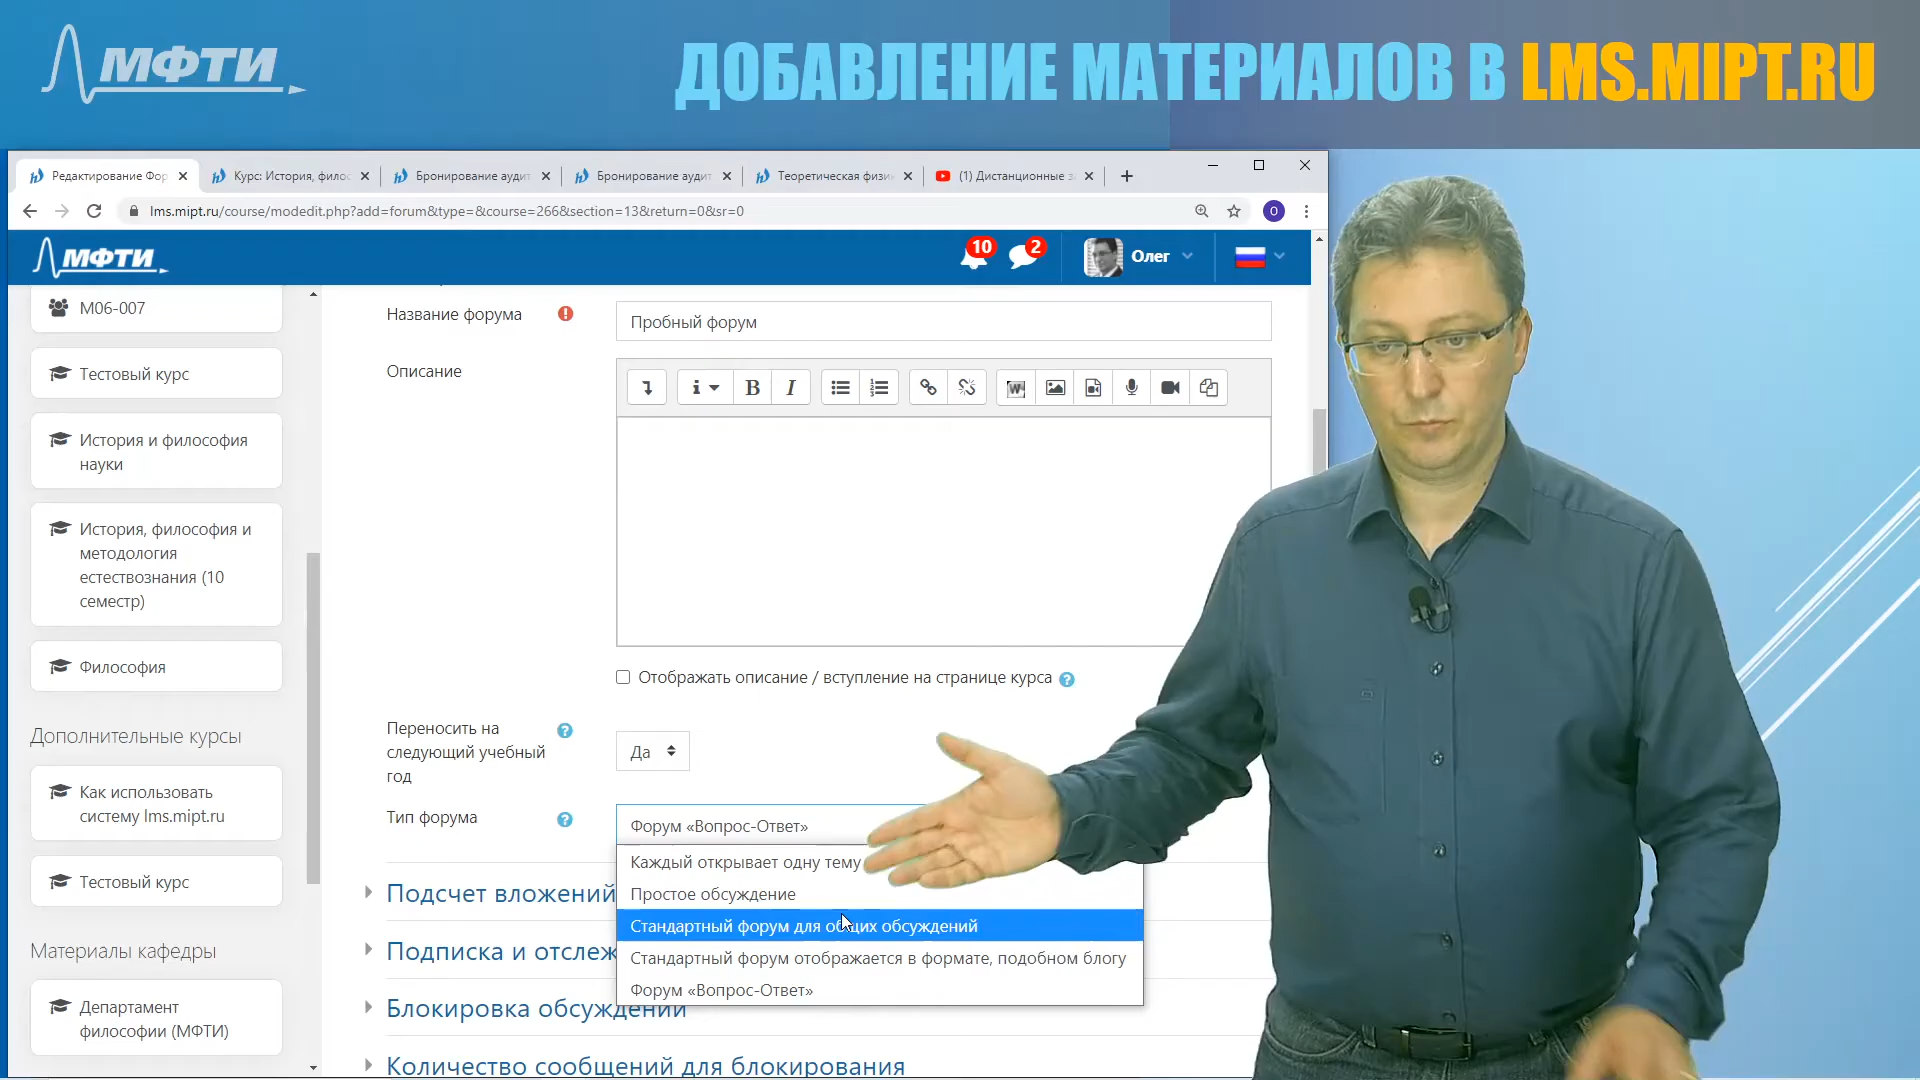 МФТИ
ДОБАВЛЕНИЕ МАТЕРИАЛОВ В LMS.MIPT.RU
Редактирование Фор
Курс: История, филос
Бронирование аудит
Бронирование аудит
Теоретическая физи
(1) Дистанционные з
lms.mipt.ru/course/modedit.php?add=forum&type=&course=266&section=13&return=0&sr=0
O
МФТИ
10
2
Олег
M06-007
Тестовый курс
История и философия
науки
История, философия и
методология
естествознания (10
семестр)
Философия
Дополнительные курсы
Как использовать
систему lms.mipt.ru
Тестовый курс
Материалы кафедры
Департамент
философии (МФТИ)
Название форума
Пробный форум
Описание
Отображать описание / вступление на странице курса
Переносить на
следующий учебный
год
Да
Тип форума
Форум «Вопрос-Ответ»
Каждый открывает одну тему
Простое обсуждение
Стандартный форум для общих обсуждений
Стандартный форум отображается в формате, подобном блогу
Форум «Вопрос-Ответ»
Подсчет вложений
Подписка и отслеж
Блокировка обсуждений
Количество сообщений для блокирования